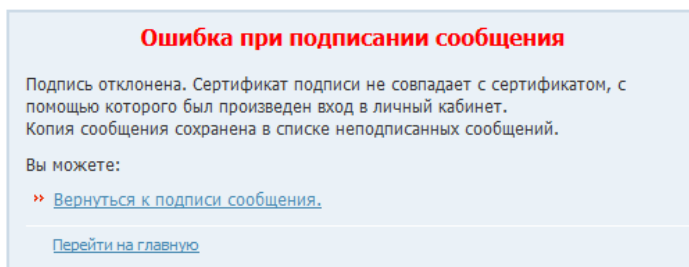 Ошибка при подписании сообщения
Подпись отклонена. Сертификат подписи не совпадает с сертификатом, с
помощью которого был произведен вход в личный кабинет.
Копия сообщения сохранена в списке неподписанных сообщений.
Вы можете:
Вернуться к подписи сообщения.
Перейти на главную